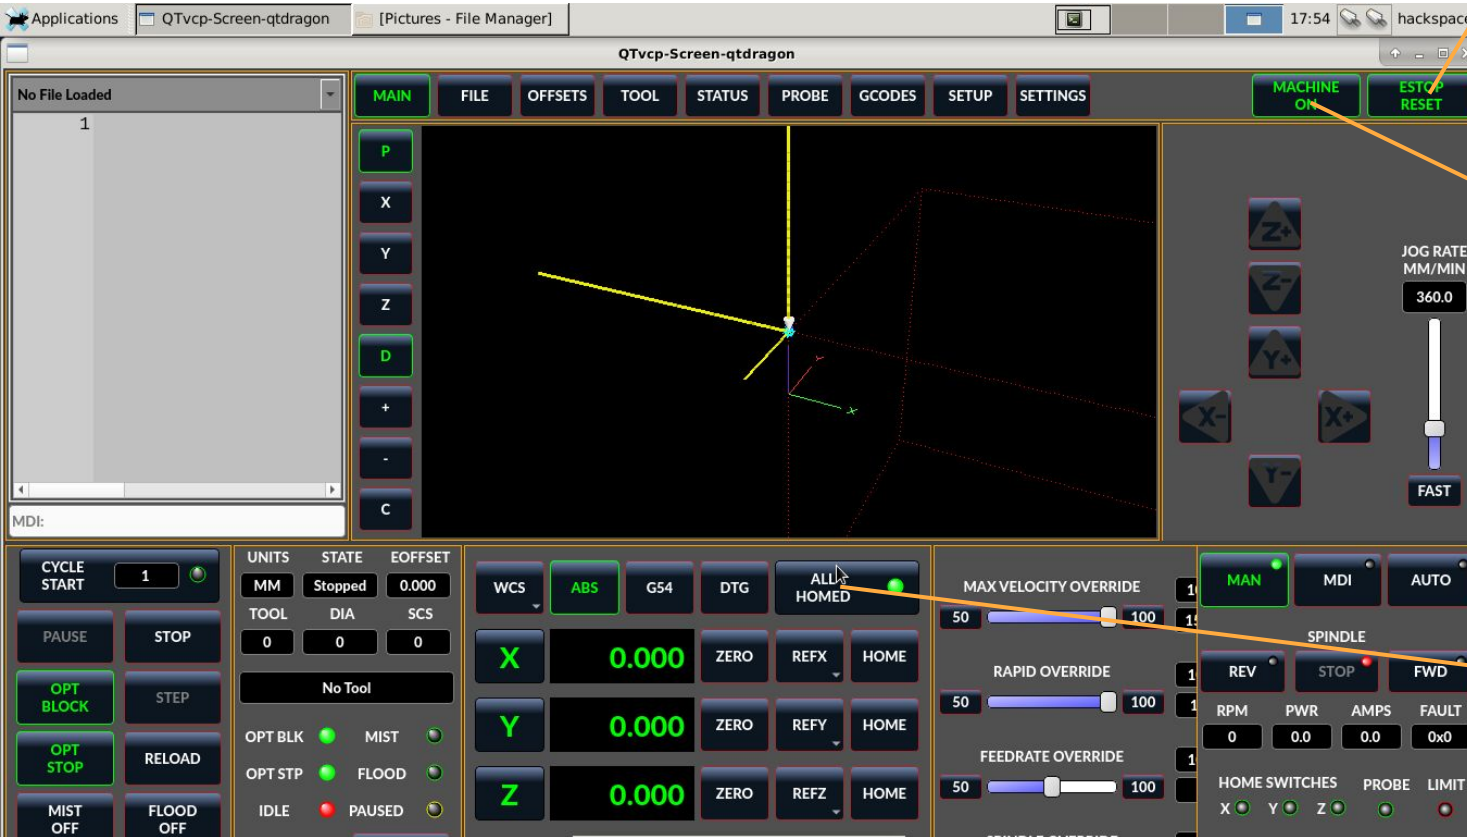 Applications
QTvcp-Screen-qtdragon
[Pictures - File Manager]
17:54
hackspace
QTvcp-Screen-qtdragon
No File Loaded
1
MDI:
MAIN
FILE
OFFSETS
TOOL
STATUS
PROBE
GCODES
SETUP
SETTINGS
MACHINE
ON
ESTOP
RESET
P
X
Y
Z
D
+
-
C
Y
X
Z+
Z-
Y+
X-
X+
Y-
JOG RATE
MM/MIN
360.0
FAST
CYCLE
START
1
PAUSE
STOP
OPT
BLOCK
STEP
OPT
STOP
RELOAD
MIST
OFF
FLOOD
OFF
UNITS
STATE
EOFFSET
MM
Stopped
0.000
TOOL
DIA
SCS
0
0
0
No Tool
OPT BLK
MIST
OPT STP
FLOOD
IDLE
PAUSED
WCS
ABS
G54
DTG
ALL
HOMED
X
0.000
ZERO
REFX
HOME
Y
0.000
ZERO
REFY
HOME
Z
0.000
ZERO
REFZ
HOME
MAX VELOCITY OVERRIDE
50
100
RAPID OVERRIDE
50
100
FEEDRATE OVERRIDE
50
100
MAN
MDI
AUTO
SPINDLE
REV
STOP
FWD
RPM
PWR
AMPS
FAULT
0
0.0
0.0
0x0
HOME SWITCHES
PROBE
LIMIT
X
Y
Z